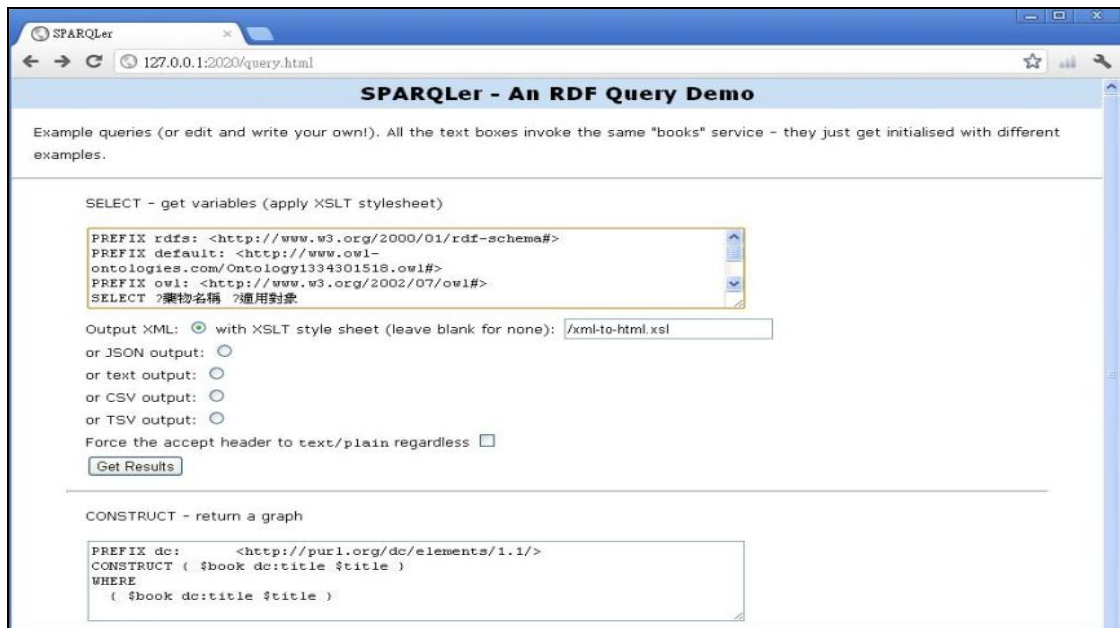 SPARQLer
127.0.0.1:2020/query.html
SPARQLer - An RDF Query Demo
Example queries (or edit and write your own!). All the text boxes invoke the same "books" service - they just get initialised with different
examples.
SELECT - get variables (apply XSLT stylesheet)
PREFIX rdfs: <http://www.w3.org/2000/01/rdf-schema#>
PREFIX default: <http://www.owl-
ontologies.com/Ontology1334301518.owl#>
PREFIX owl: <http://www.w3.org/2002/07/owl#>
SELECT ?藥物名稱 ?適用對象
Output XML: with XSLT style sheet (leave blank for none): /xml-to-html.xsl
or JSON output:
or text output:
or CSV output:
or TSV output:
Force the accept header to text/plain regardless
Get Results
CONSTRUCT - return a graph
PREFIX dc: <http://purl.org/dc/elements/1.1/>
CONSTRUCT { $book dc:title $title }
WHERE
{ $book dc:title $title }